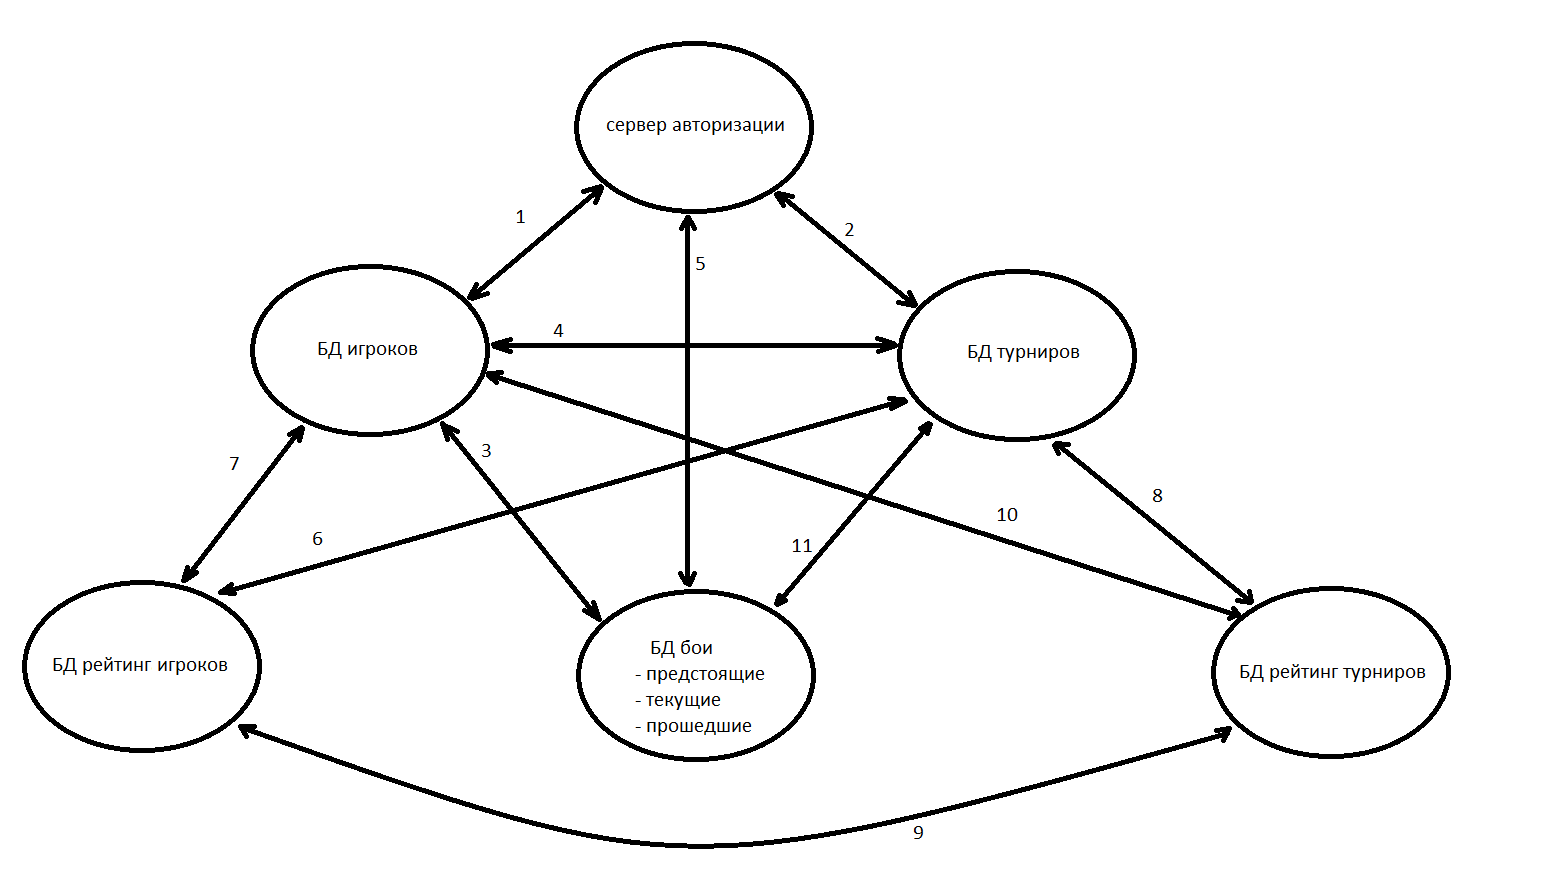 сервер авторизации
1
2
5
БД игроков
4
БД турниров
7
3
8
6
11
10
БД рейтинг игроков
БД бои
- предстоящие
- текущие
- прошедшие
БД рейтинг турниров
9